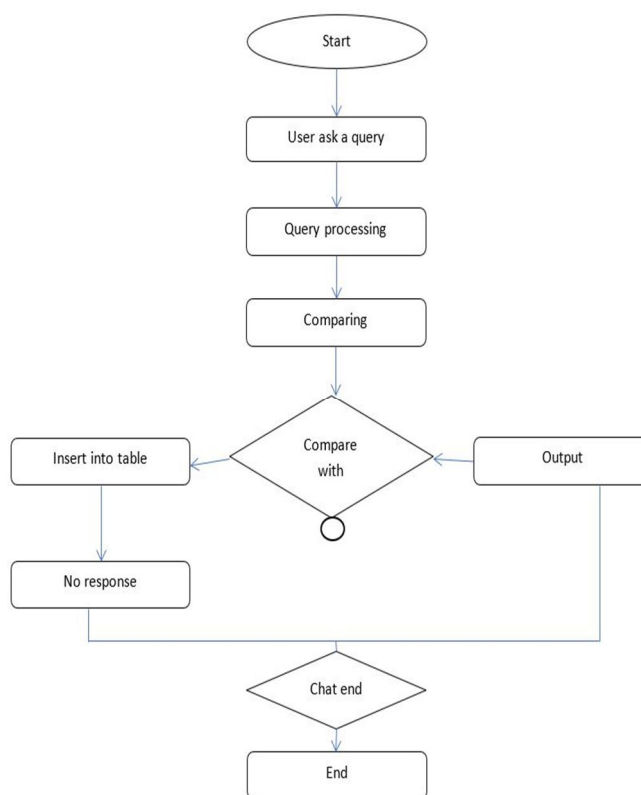 Start
User ask a query
Query processing
Comparing
Compare
with
Insert into table
Output
No response
Chat end
End